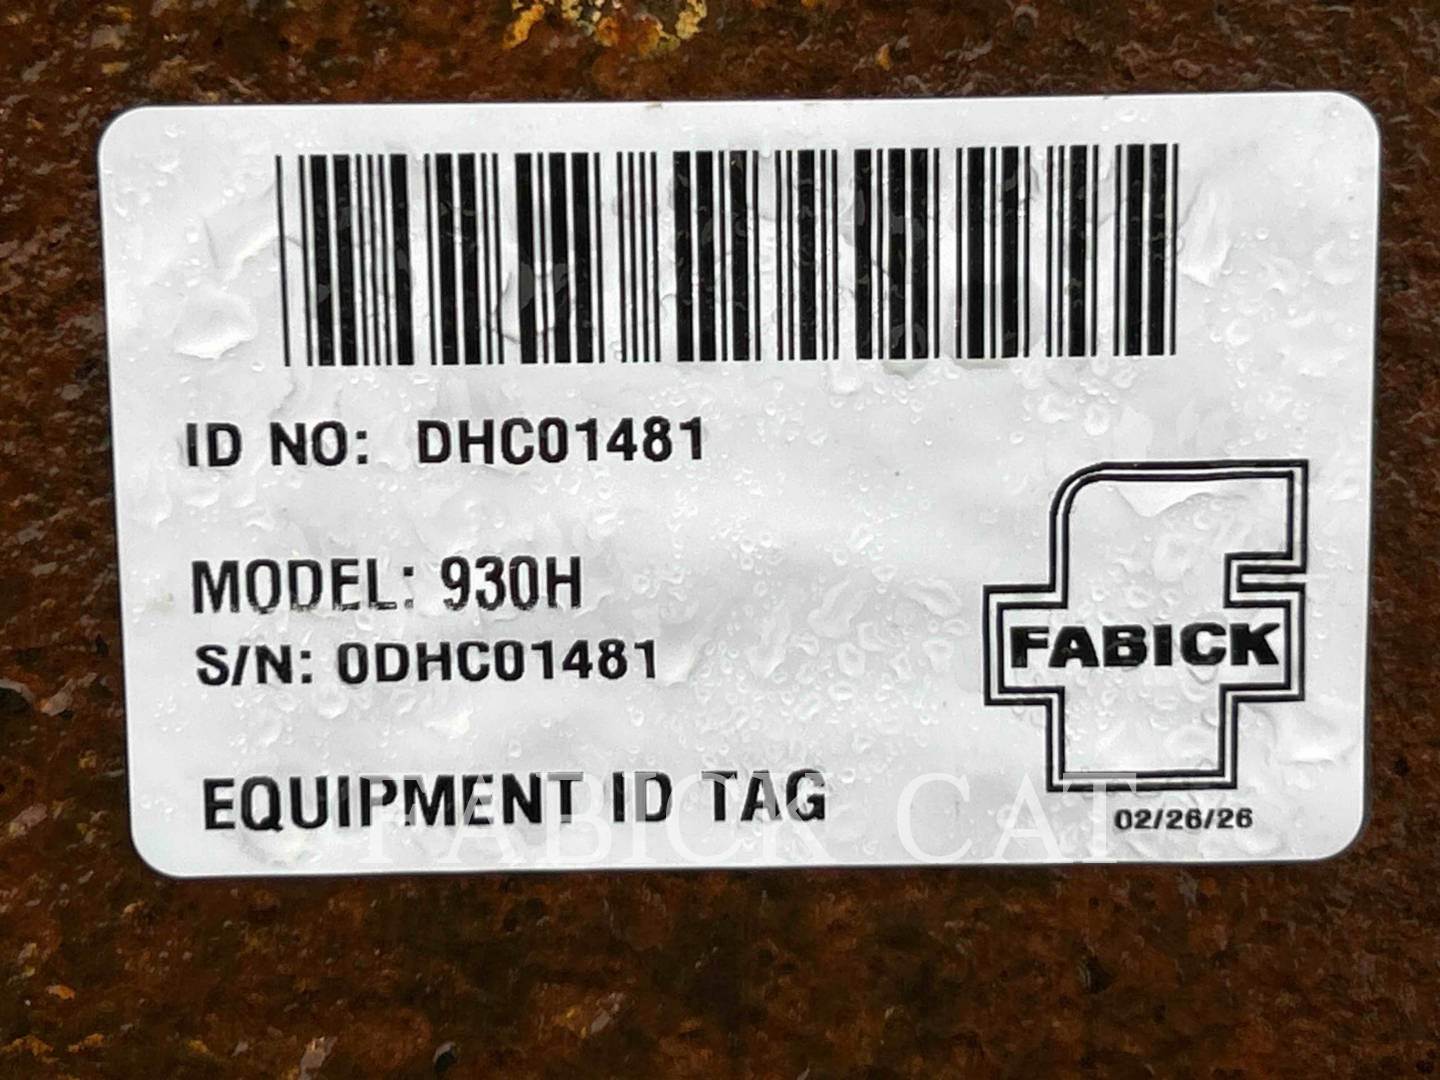 ID NO: DHC01481
MODEL: 930H
S/N: 0DHC01481
FABICK
EQUIPMENT ID TAG
02/26/26
FABICK CAT